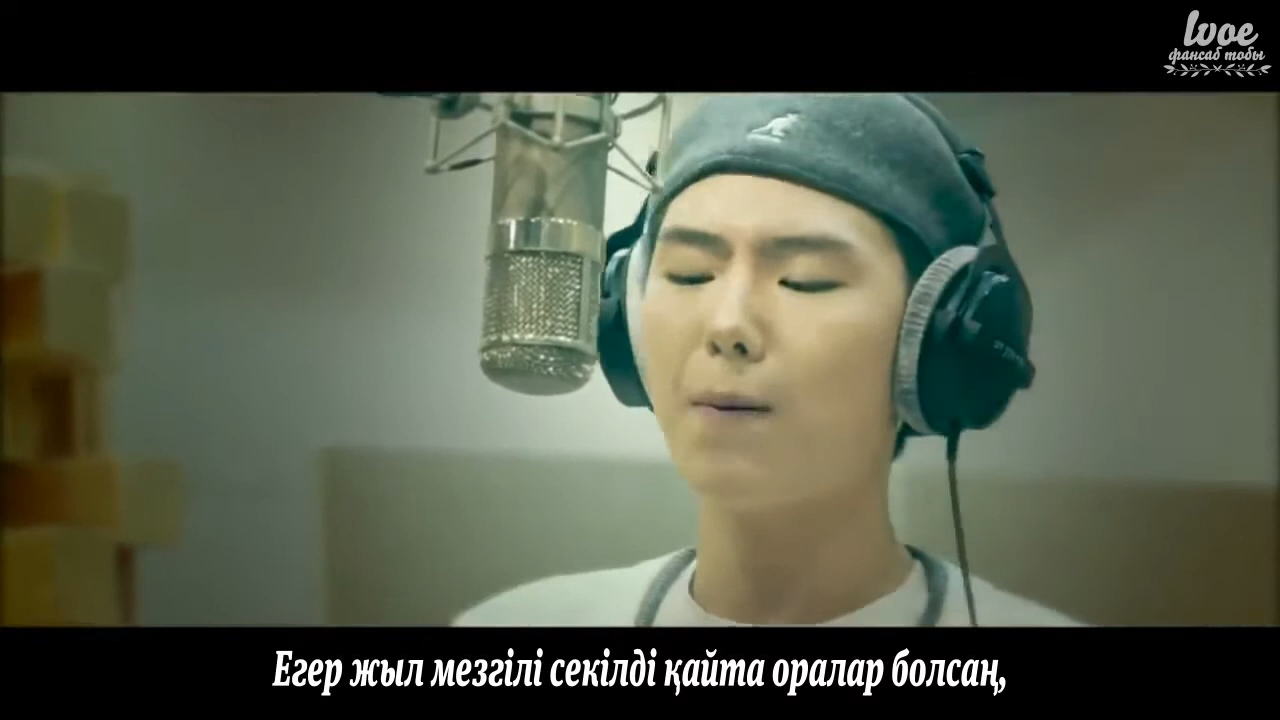 lvoe
фансаб тобы
Егер жыл мезгілі секілді қайта оралар болсаң,